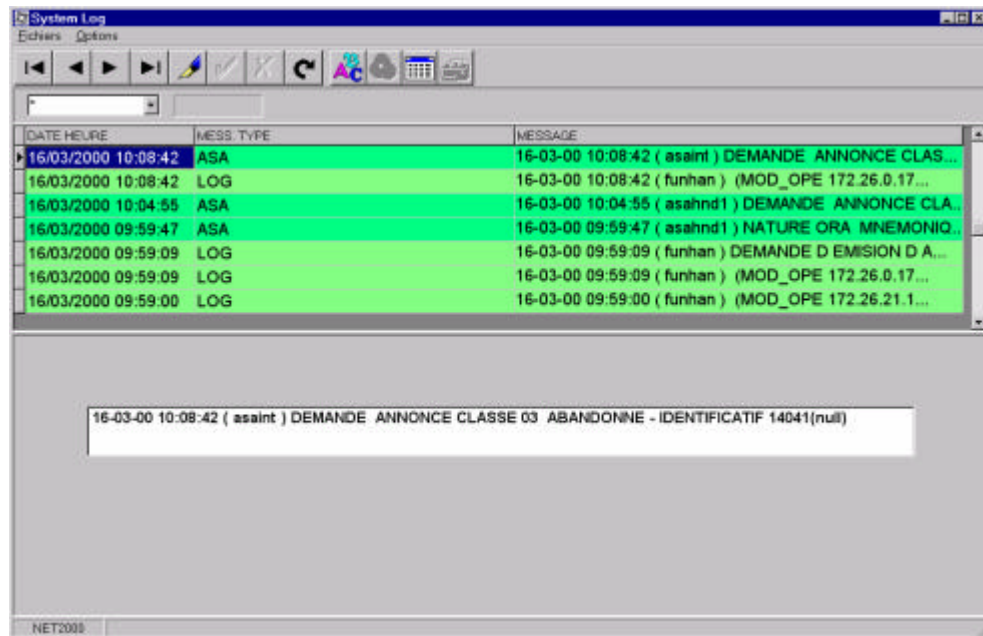 System Log
Echiers Options
ABC
*
DATE HEURE MESS. TYPE MESSAGE
16/03/2000 10:08:42 ASA 16-03-00 10:08:42 ( asaint ) DEMANDE ANNONCE CLAS...
16/03/2000 10:08:42 LOG 16-03-00 10:08:42 ( funhan ) (MOD_OPE 172.26.0.17...
16/03/2000 10:04:55 ASA 16-03-00 10:04:55 ( asahnd1 ) DEMANDE ANNONCE CLA...
16/03/2000 09:59:47 ASA 16-03-00 09:59:47 ( asahnd1 ) NATURE ORA MNEMONIQ...
16/03/2000 09:59:09 LOG 16-03-00 09:59:09 ( funhan ) DEMANDE D EMISION D A...
16/03/2000 09:59:09 LOG 16-03-00 09:59:09 ( funhan ) (MOD_OPE 172.26.0.17...
16/03/2000 09:59:00 LOG 16-03-00 09:59:00 ( funhan ) (MOD_OPE 172.26.21.1...
16-03-00 10:08:42 ( asaint ) DEMANDE ANNONCE CLASSE 03 ABANDONNE - IDENTIFICATIF 14041(null)
NET2000